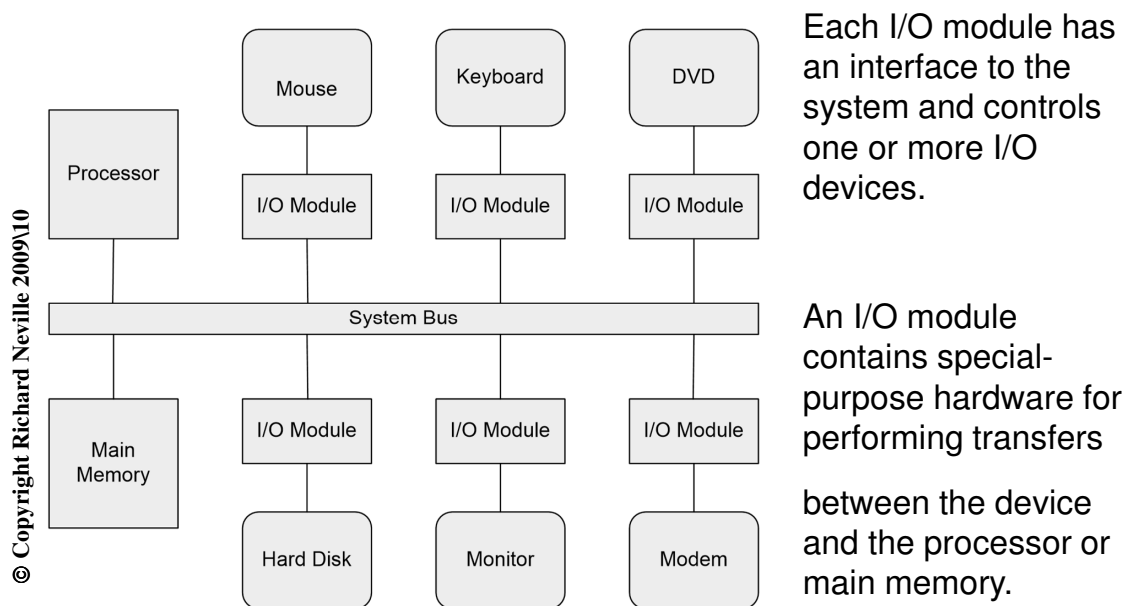 Mouse
Keyboard
DVD
Processor
I/O Module
I/O Module
I/O Module
System Bus
Main
Memory
I/O Module
I/O Module
I/O Module
Hard Disk
Monitor
Modem
Each I/O module has
an interface to the
system and controls
one or more I/O
devices.
An I/O module
contains special-
purpose hardware for
performing transfers
between the device
and the processor or
main memory.
© Copyright Richard Neville 2009\10